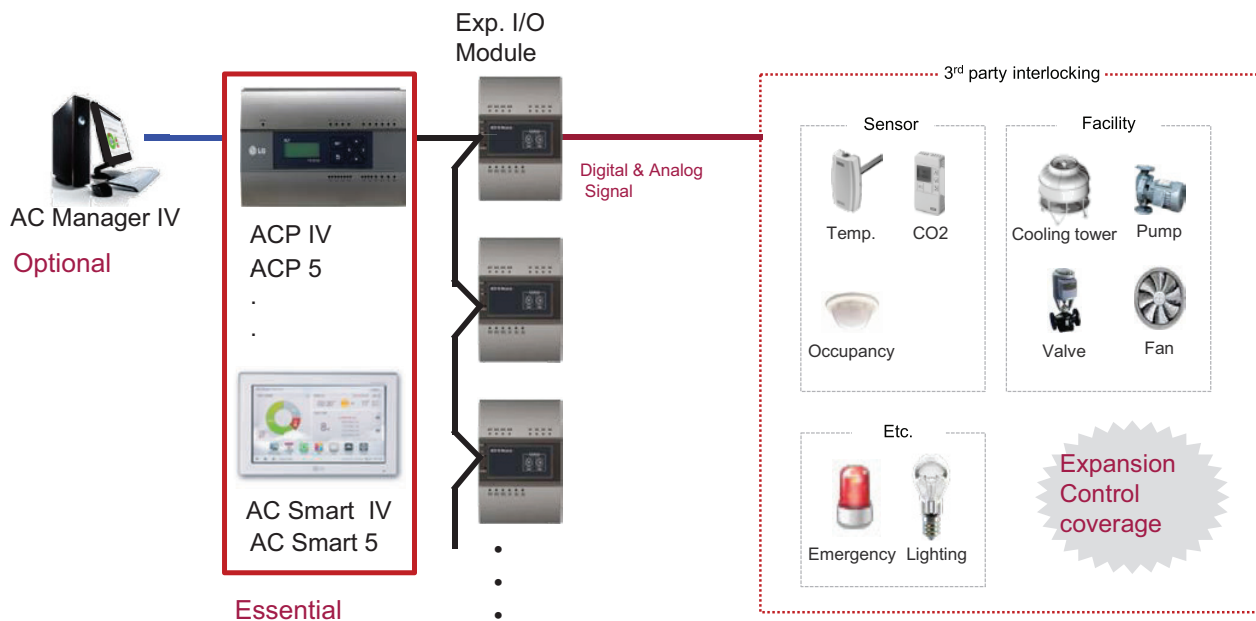 Exp. I/O
Module
AC Manager IV
Optional
LG
ACP IV
ACP 5
.
.
AC Smart IV
AC Smart 5
Essential
Digital & Analog
Signal
3rd party interlocking
Sensor
Temp.
CO2
Occupancy
Facility
Cooling tower
Pump
Valve
Fan
Etc.
Emergency
Lighting
Expansion
Control
coverage